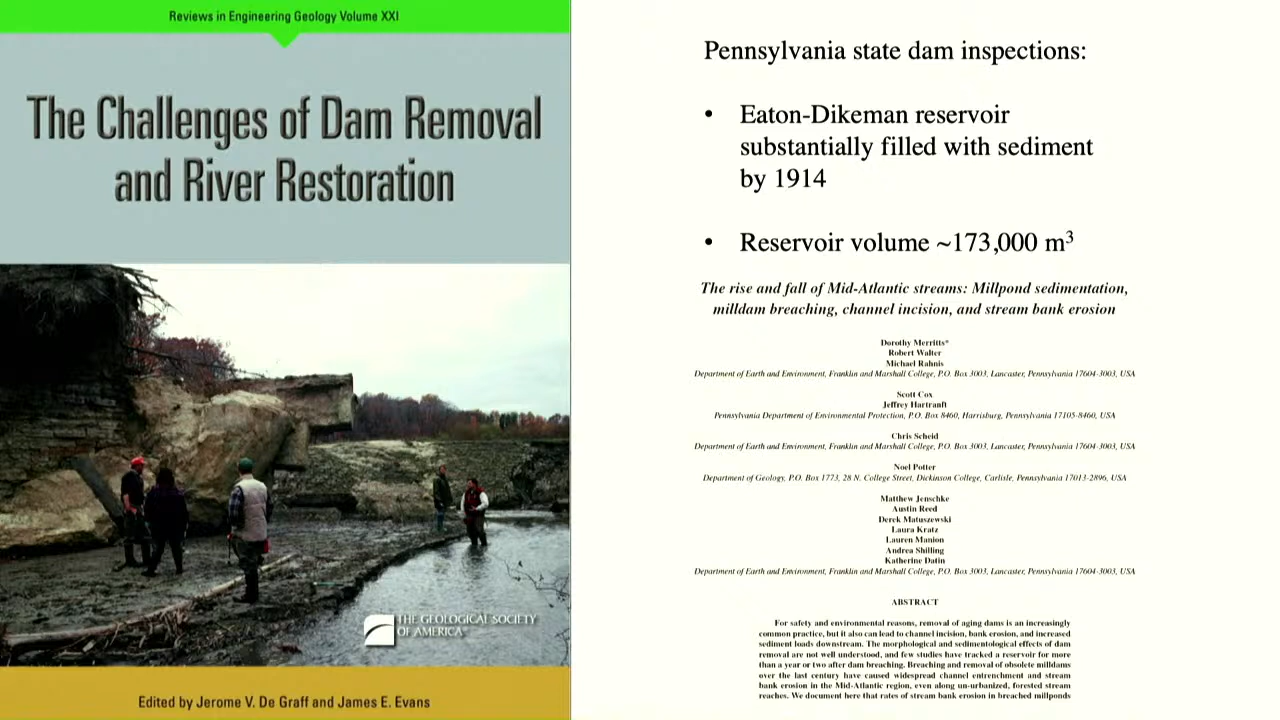 Reviews in Engineering Geology Volume XXI
The Challenges of Dam Removal
and River Restoration
THE GEOLOGICAL SOCIETY
OF AMERICA®
Edited by Jerome V. De Graff and James E. Evans
Pennsylvania state dam inspections:
• Eaton-Dikeman reservoir
substantially filled with sediment
by 1914
• Reservoir volume ~173,000 m³
The rise and fall of Mid-Atlantic streams: Millpond sedimentation,
milldam breaching, channel incision, and stream bank erosion
Dorothy Merritts*
Robert Walter
Michael Rahnis
Department of Earth and Environment, Franklin and Marshall College, P.O. Box 3003, Lancaster, Pennsylvania 17604-3003, USA
Scott Cox
Jeffrey Hartranft
Pennsylvania Department of Environmental Protection, P.O. Box 8460, Harrisburg, Pennsylvania 17105-8460, USA
Chris Scheid
Department of Earth and Environment, Franklin and Marshall College, P.O. Box 3003, Lancaster, Pennsylvania 17604-3003, USA
Noel Potter
Department of Geology, P.O. Box 1773, 28 N. College Street, Dickinson College, Carlisle, Pennsylvania 17013-2896, USA
Matthew Jenschke
Austin Reed
Derek Matuszewski
Laura Kratz
Lauren Manion
Andrea Shilling
Katherine Datin
Department of Earth and Environment, Franklin and Marshall College, P.O. Box 3003, Lancaster, Pennsylvania 17604-3003, USA
ABSTRACT
For safety and environmental reasons, removal of aging dams is an increasingly
common practice, but it also can lead to channel incision, bank erosion, and increased
sediment loads downstream. The morphological and sedimentological effects of dam
removal are not well understood, and few studies have tracked a reservoir for more
than a year or two after dam breaching. Breaching and removal of obsolete milldams
over the last century have caused widespread channel entrenchment and stream
bank erosion in the Mid-Atlantic region, even along un-urbanized, forested stream
reaches. We document here that rates of stream bank erosion in breached millponds